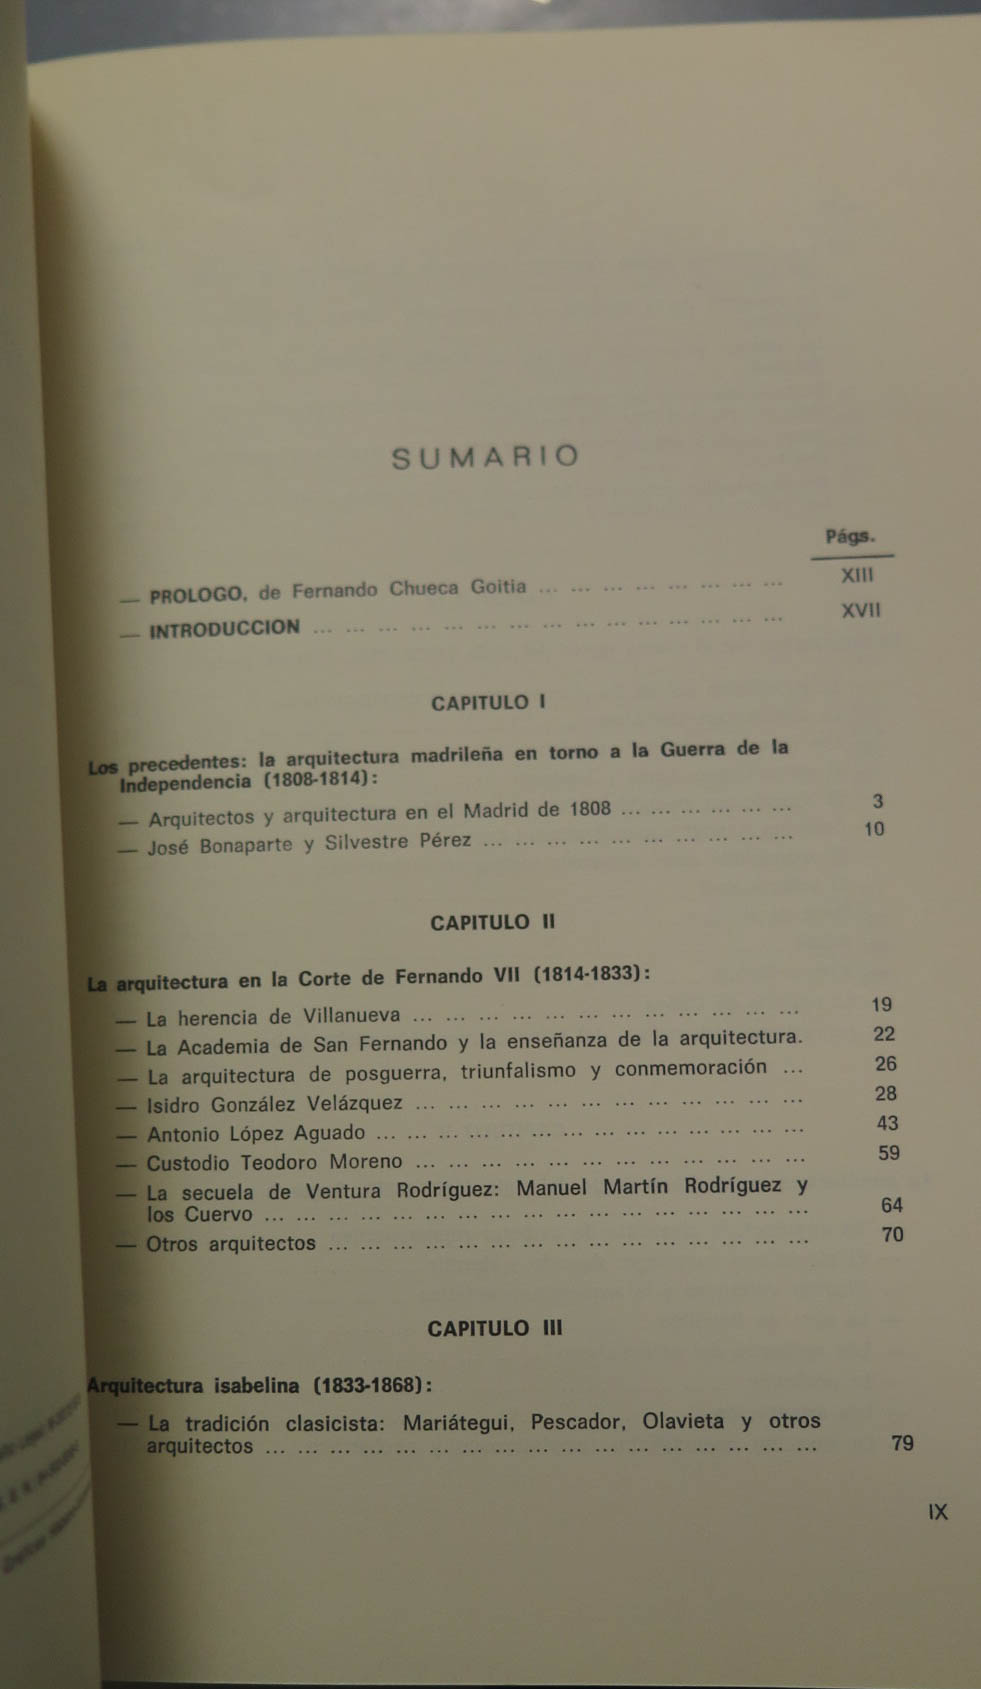 SUMARIO
Págs.
— PROLOGO, de Fernando Chueca Goitia ... ... ... ... ... ... ... ... XIII
— INTRODUCCION ... ... ... ... ... ... ... ... ... ... ... ... ... ... ... XVII
CAPITULO I
Los precedentes: la arquitectura madrileña en torno a la Guerra de la
Independencia (1808-1814):
— Arquitectos y arquitectura en el Madrid de 1808 ... ... ... ... ... ... 3
— José Bonaparte y Silvestre Pérez ... ... ... ... ... ... ... ... ... ... 10
CAPITULO II
La arquitectura en la Corte de Fernando VII (1814-1833):
— La herencia de Villanueva ... ... ... ... ... ... ... ... ... ... ... ... 19
— La Academia de San Fernando y la enseñanza de la arquitectura. 22
— La arquitectura de posguerra, triunfalismo y conmemoración ... 26
— Isidro González Velázquez ... ... ... ... ... ... ... ... ... ... ... ... 28
— Antonio López Aguado ... ... ... ... ... ... ... ... ... ... ... ... ... ... 43
— Custodio Teodoro Moreno ... ... ... ... ... ... ... ... ... ... ... ... 59
— La secuela de Ventura Rodríguez: Manuel Martín Rodríguez y
los Cuervo ... ... ... ... ... ... ... ... ... ... ... ... ... ... ... ... ... 64
— Otros arquitectos ... ... ... ... ... ... ... ... ... ... ... ... ... ... ... 70
CAPITULO III
Arquitectura isabelina (1833-1868):
— La tradición clasicista: Mariátegui, Pescador, Olavieta y otros
arquitectos ... ... ... ... ... ... ... ... ... ... ... ... ... ... ... ... ... 79
IX